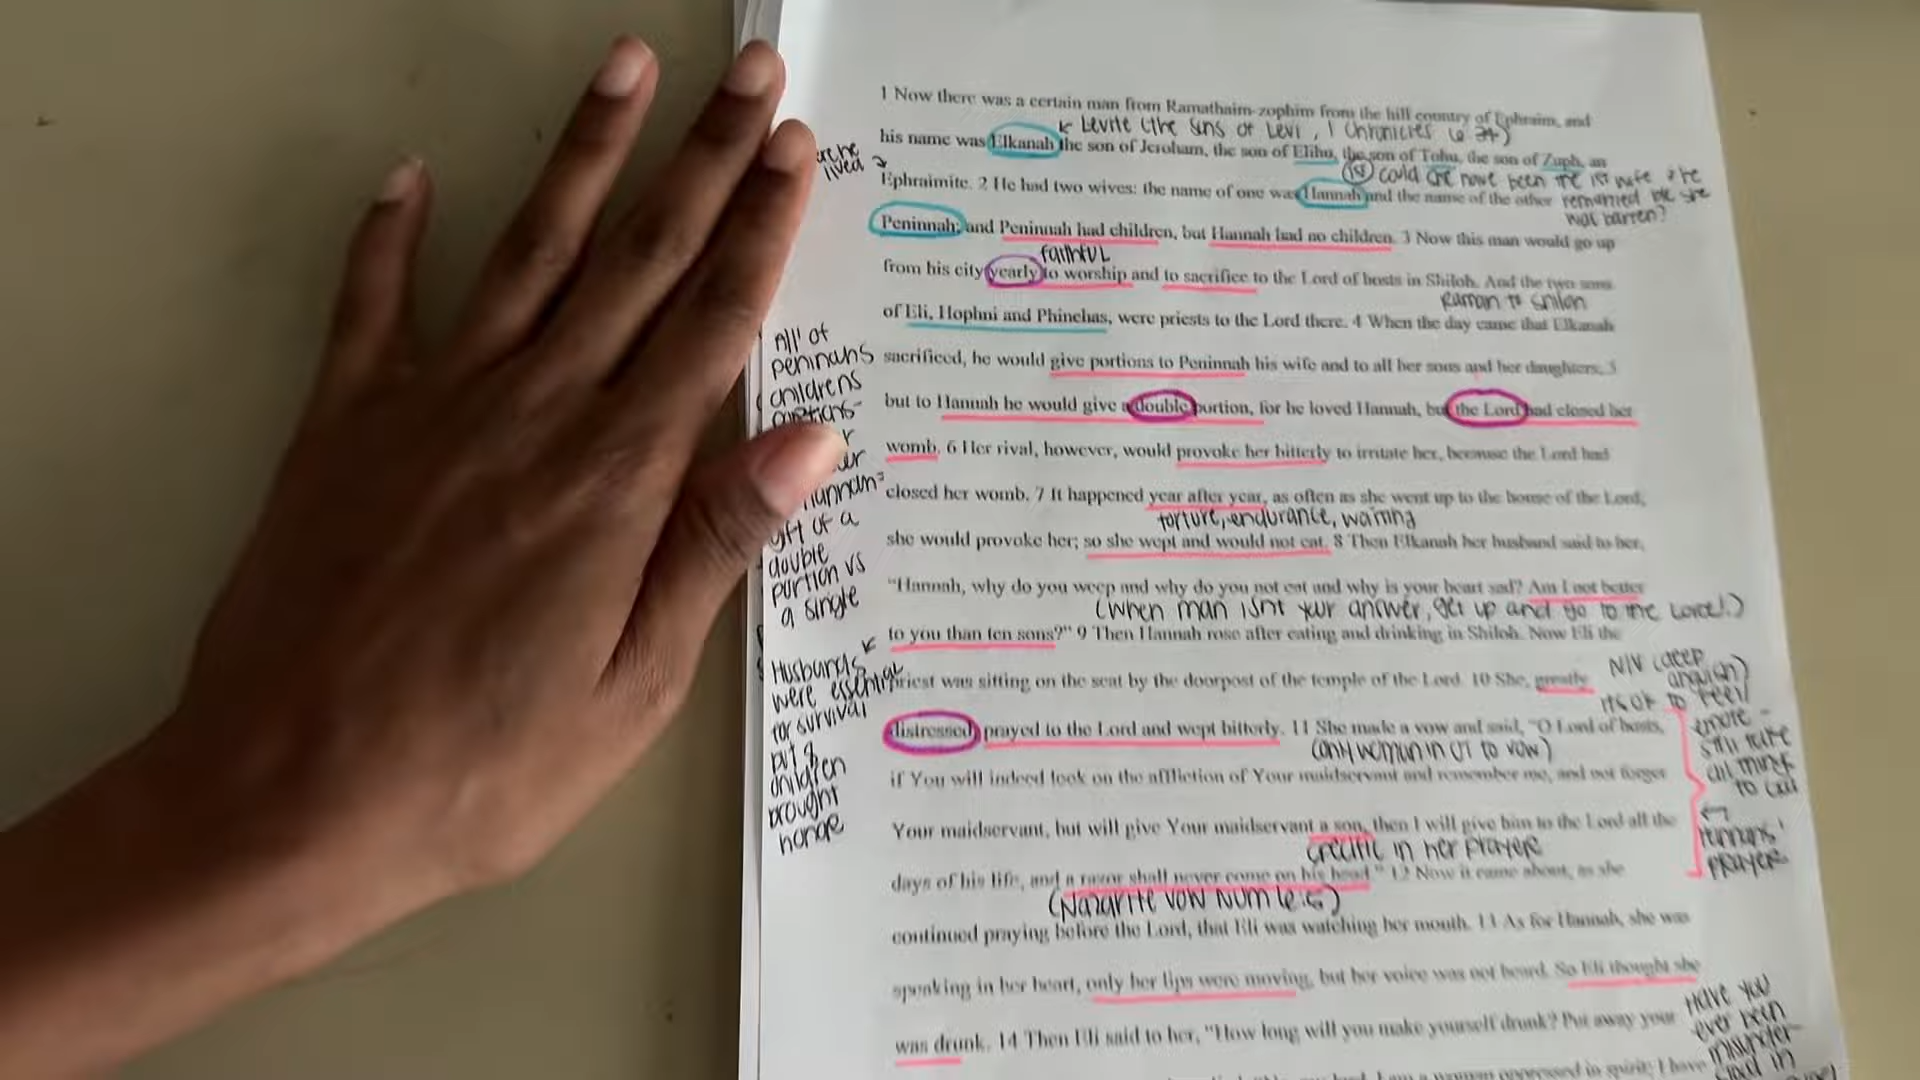 1 Now there was a certain man from Ramathaim-zophim from the hill country of Ephraim, and
Levite (the sons of Levi, 1 Chronicles 6:34)
his name was Elkanah the son of Jeroham, the son of Elihu, the son of Tohu, the son of Zuph, an
he
lived
(1st) could she have been the 1st wife & he
remarried b/c she
was barren?
Ephraimite. 2 He had two wives: the name of one was Hannah and the name of the other
Peninnah; and Peninnah had children, but Hannah had no children. 3 Now this man would go up
faithful
from his city yearly to worship and to sacrifice to the Lord of hosts in Shiloh. And the two sons
Ramah to Shiloh
of Eli, Hophni and Phinehas, were priests to the Lord there. 4 When the day came that Elkanah
sacrificed, he would give portions to Peninnah his wife and to all her sons and her daughters, 5
All of
peninahs
childrens
portions
but to Hannah he would give a double portion, for he loved Hannah, but the Lord had closed her
womb. 6 Her rival, however, would provoke her bitterly to irritate her, because the Lord had
Hannah
gift of a
double
portion vs
a single
closed her womb. 7 It happened year after year, as often as she went up to the house of the Lord,
torture, endurance, waiting
she would provoke her; so she wept and would not eat. 8 Then Elkanah her husband said to her,
"Hannah, why do you weep and why do you not eat and why is your heart sad? Am I not better
(when man isnt your answer, get up and go to the Lord!)
to you than ten sons?" 9 Then Hannah rose after eating and drinking in Shiloh. Now Eli the
Husbands
were essential
for survival
but
children
brought
honor
priest was sitting on the seat by the doorpost of the temple of the Lord. 10 She, greatly
NIV (deep
anguish)
its ok to feel/
emote -
still
to
distressed, prayed to the Lord and wept bitterly. 11 She made a vow and said, "O Lord of hosts,
(only woman in OT to vow)
if You will indeed look on the affliction of Your maidservant and remember me, and not forget
Your maidservant, but will give Your maidservant a son, then I will give him to the Lord all the
Hannahs'
prayers
specific in her prayers
days of his life, and a razor shall never come on his head." 12 Now it came about, as she
(Nazarite vow Num 6:5)
continued praying before the Lord, that Eli was watching her mouth. 13 As for Hannah, she was
speaking in her heart, only her lips were moving, but her voice was not heard. So Eli thought she
was drunk. 14 Then Eli said to her, "How long will you make yourself drunk? Put away your
Have you
ever been
misunder-
stood in
I am a woman oppressed in spirit; I have